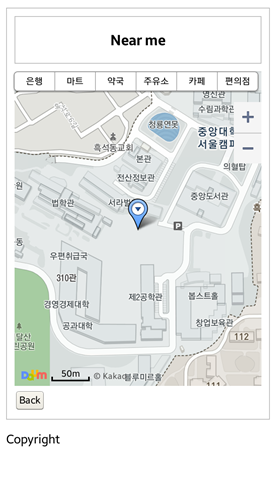 Near me
은행 마트 약국 주유소 카페 편의점
영신관
수림과학관
청룡연못
중앙대학
서울캠퍼
흑석동교회
본관
의혈탑
전산정보관
중앙도서관
법학관
서라벌
P
동
우편취급국
310관
제2공학관
봅스트홀
경영경제대학
공과대학
창업보육관
달산
린공원
112
111
Daum 50m © Kakao
블루미르홀
Back
Copyright